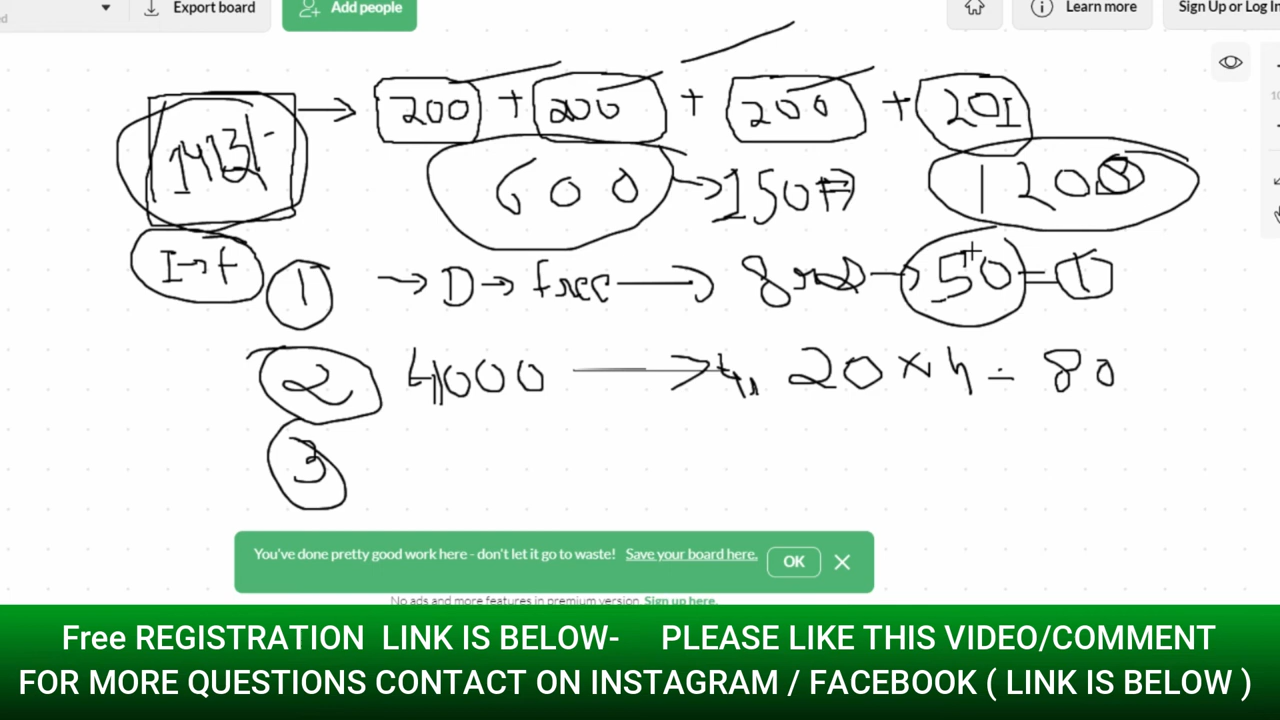 Export board Add people Learn more Sign Up or Log In
1413/- → 200 + 200 + 200 + 201
600 → 150 1200
I → f
1 → D → free → 50+ = 1
2 4000 → 20 × 4 = 80
3
You've done pretty good work here - don't let it go to waste! Save your board here. OK
No ads and more features in premium version. Sign up here.
Free REGISTRATION LINK IS BELOW- PLEASE LIKE THIS VIDEO/COMMENT
FOR MORE QUESTIONS CONTACT ON INSTAGRAM / FACEBOOK ( LINK IS BELOW )